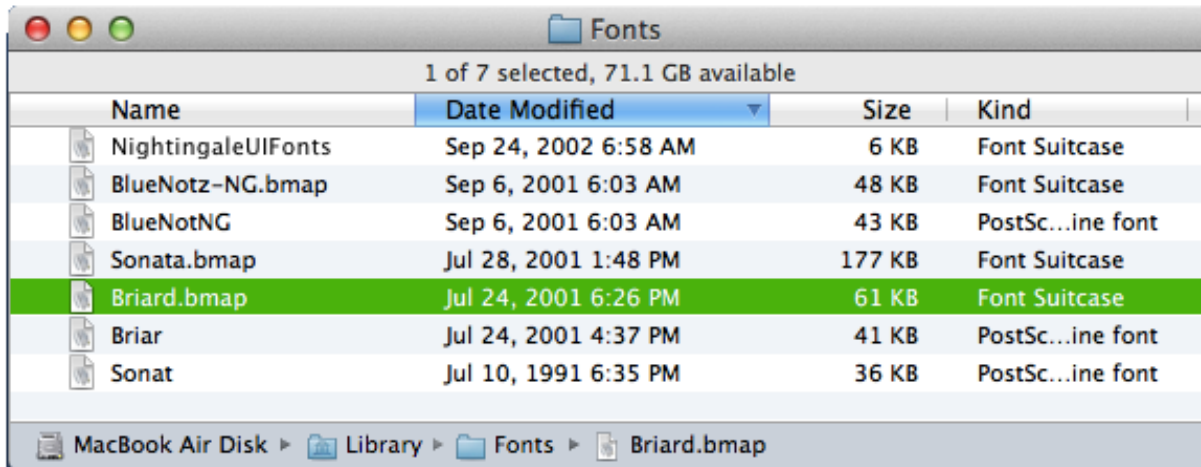 Fonts
1 of 7 selected, 71.1 GB available
Name Date Modified Size Kind
NightingaleUIFonts Sep 24, 2002 6:58 AM 6 KB Font Suitcase
BlueNotz-NG.bmap Sep 6, 2001 6:03 AM 48 KB Font Suitcase
BlueNotNG Sep 6, 2001 6:03 AM 43 KB PostSc...ine font
Sonata.bmap Jul 28, 2001 1:48 PM 177 KB Font Suitcase
Briard.bmap Jul 24, 2001 6:26 PM 61 KB Font Suitcase
Briar Jul 24, 2001 4:37 PM 41 KB PostSc...ine font
Sonat Jul 10, 1991 6:35 PM 36 KB PostSc...ine font
MacBook Air Disk ▸ Library ▸ Fonts ▸ Briard.bmap